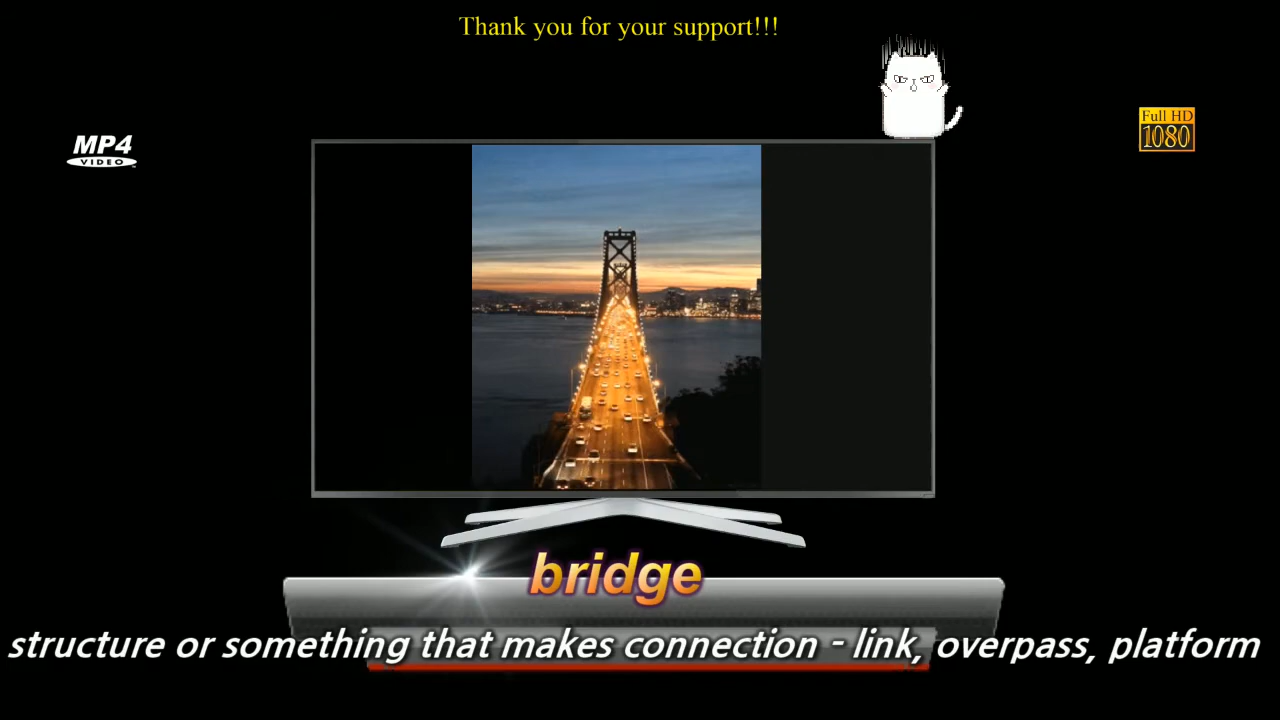 Thank you for your support!!!
MP4
VIDEO
Full HD
1080
bridge
structure or something that makes connection - link, overpass, platform